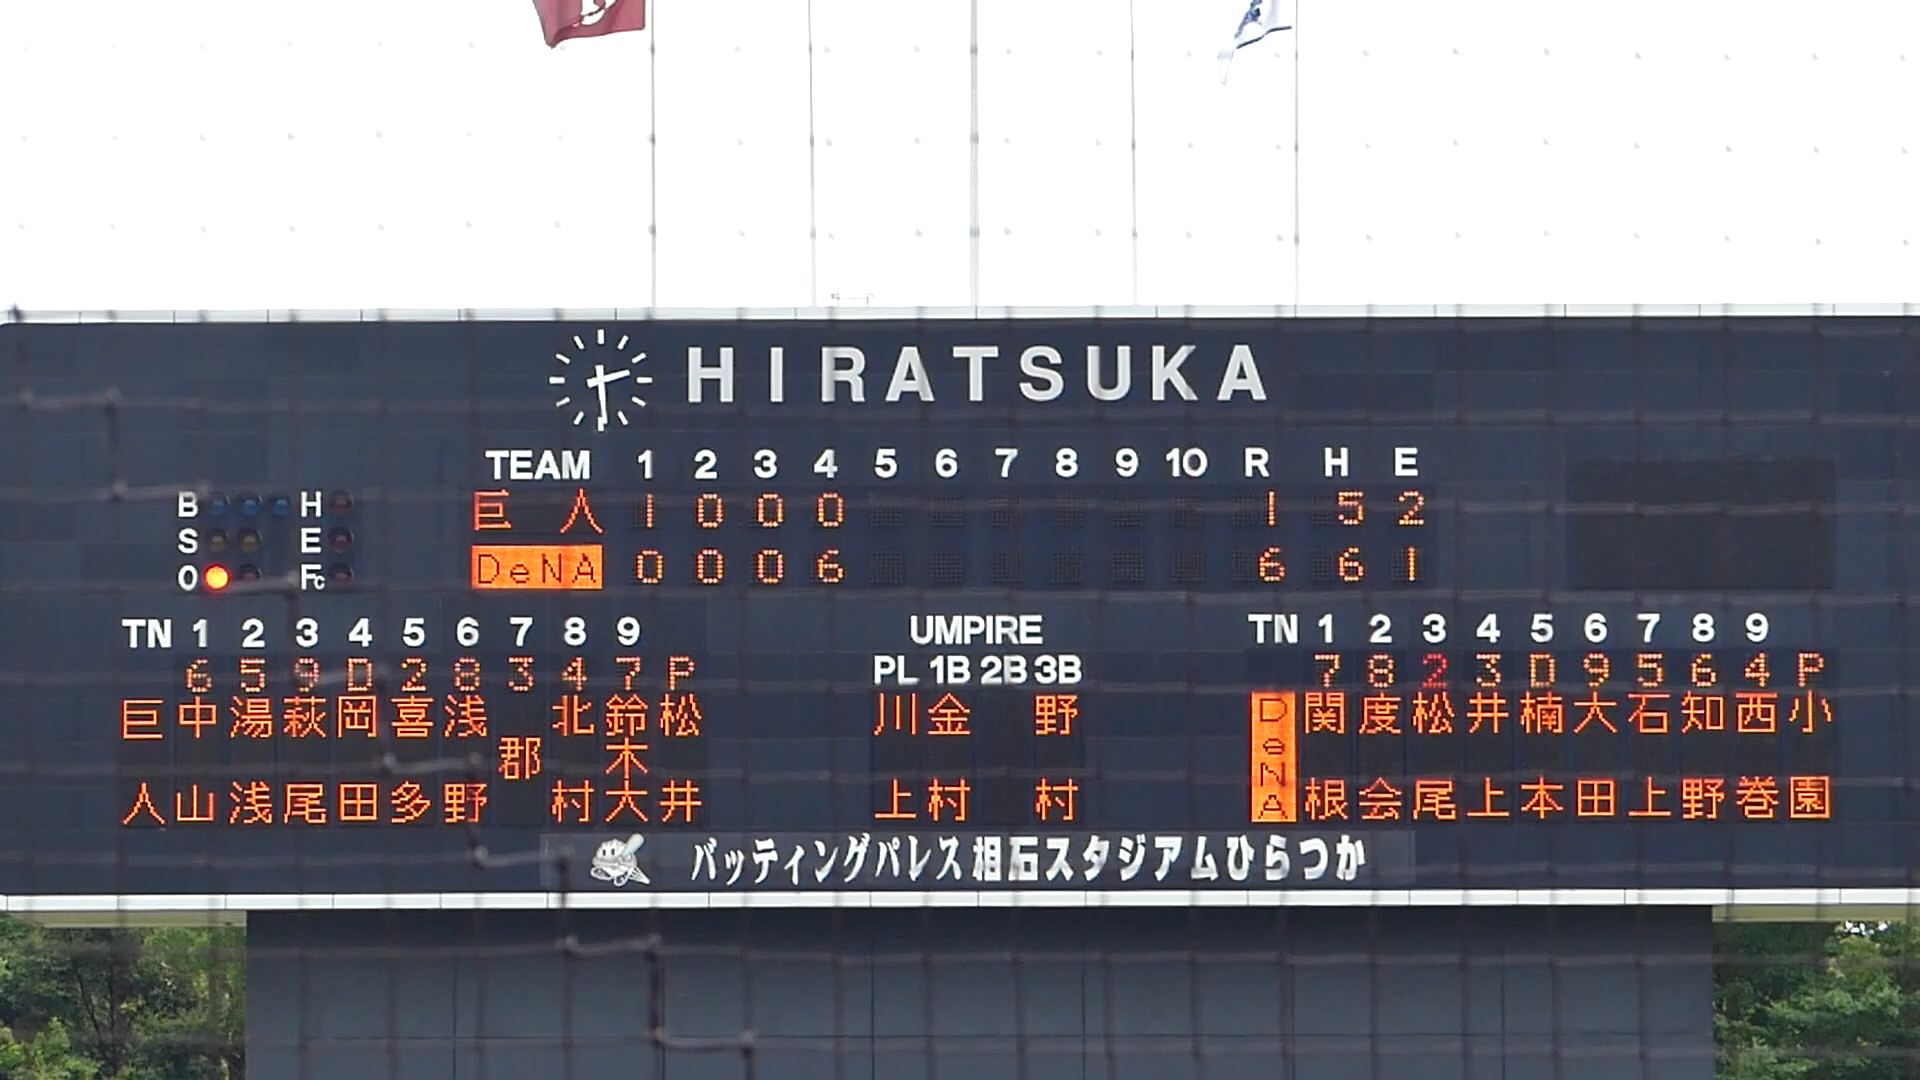 HIRATSUKA
TEAM 1 2 3 4 5 6 7 8 9 10 R H E
巨人 1 0 0 0 1 5 2
DeNA 0 0 0 6 6 6 1
B H
S E
O Fc
TN 1 2 3 4 5 6 7 8 9
6 5 9 D 2 8 3 4 7 P
巨人 中山 湯浅 萩尾 岡田 喜多 浅野 郡 北村 鈴木大 松井
UMPIRE
PL 1B 2B 3B
川上 金村 野村
TN 1 2 3 4 5 6 7 8 9
7 8 2 3 D 9 5 6 4 P
DeNA 関根 度会 松尾 井上 楠本 大田 石上 知野 西巻 小園
バッティングパレス相石スタジアムひらつか